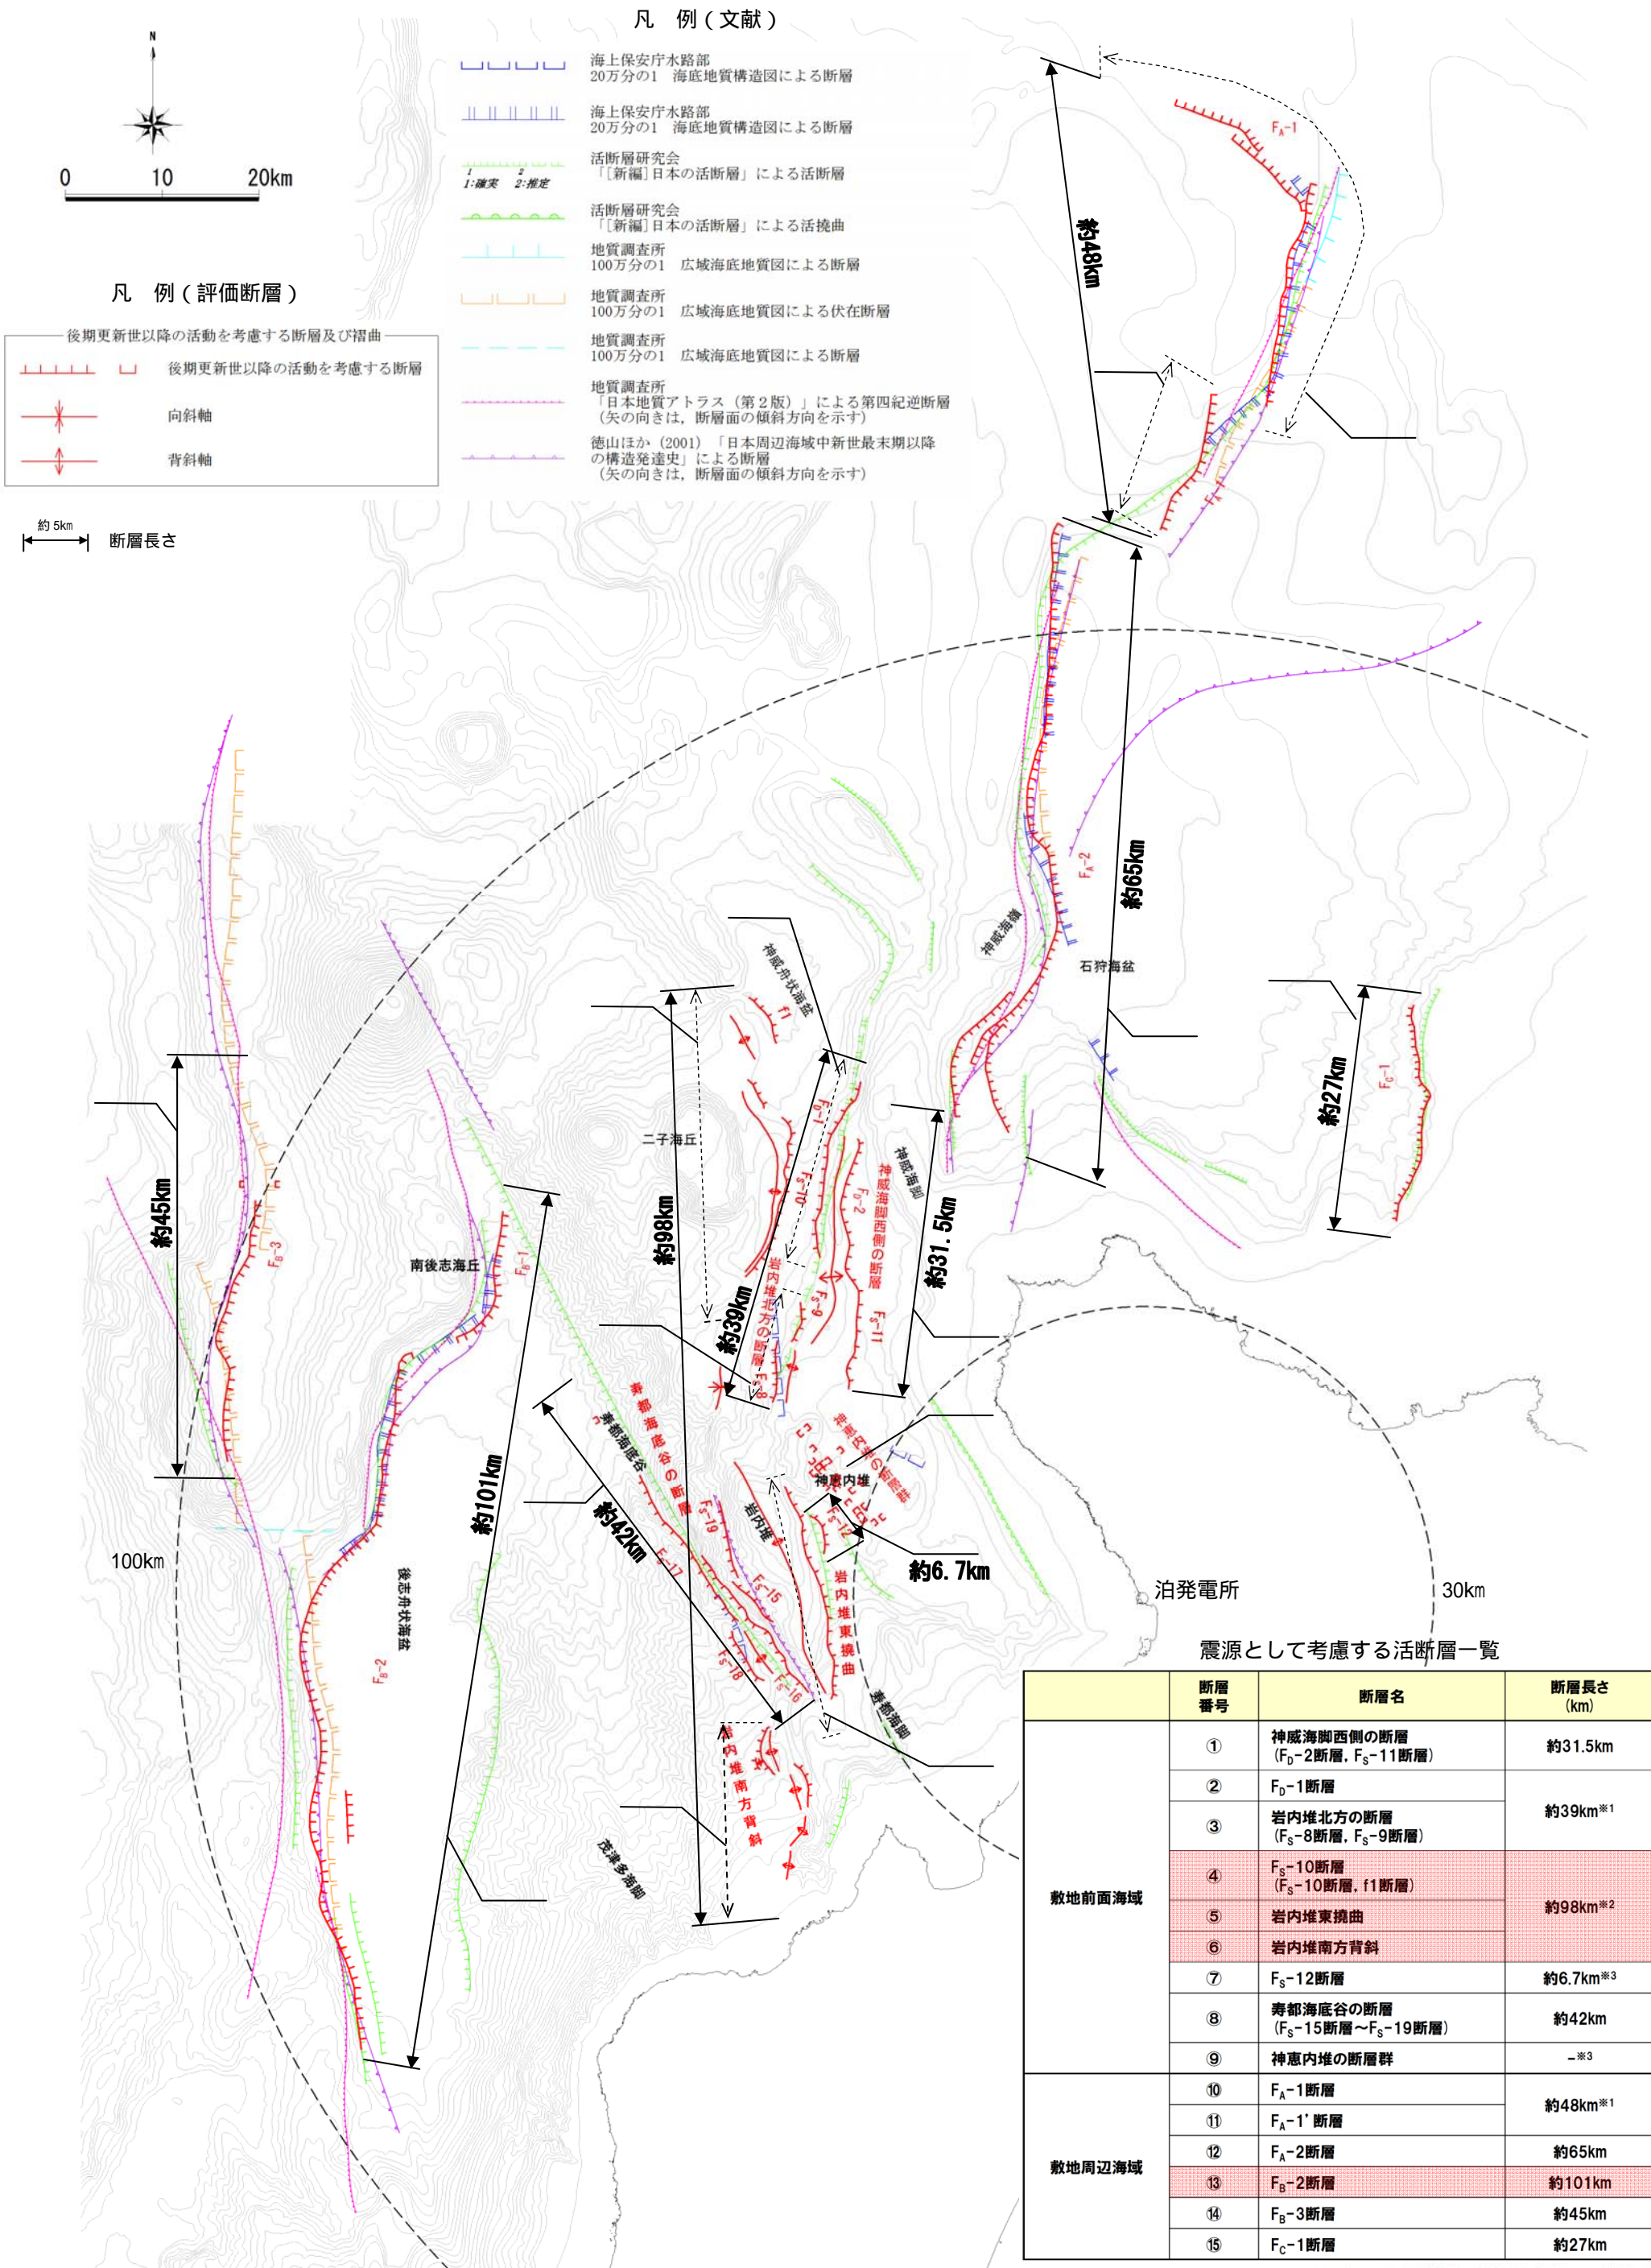 凡 例(文献)
N
0 10 20km
海上保安庁水路部
20万分の1 海底地質構造図による断層
海上保安庁水路部
20万分の1 海底地質構造図による断層
活断層研究会
「[新編]日本の活断層」による活断層
1 2
1:確実 2:推定
活断層研究会
「[新編]日本の活断層」による活撓曲
地質調査所
100万分の1 広域海底地質図による断層
地質調査所
100万分の1 広域海底地質図による伏在断層
地質調査所
100万分の1 広域海底地質図による断層
地質調査所
「日本地質アトラス(第2版)」による第四紀逆断層
(矢の向きは,断層面の傾斜方向を示す)
徳山ほか(2001)「日本周辺海域中新世最末期以降
の構造発達史」による断層
(矢の向きは,断層面の傾斜方向を示す)
凡 例(評価断層)
後期更新世以降の活動を考慮する断層及び褶曲
後期更新世以降の活動を考慮する断層
向斜軸
背斜軸
約5km
断層長さ
FA-1
約48km
FA-1'
FA-2
約65km
神威海嶺
石狩海盆
神威舟状海盆
f1
約27km
FC-1
二子海丘
FD-1
FS-10
FD-2
神威海脚西側の断層
神威海脚
約31.5km
約98km
約45km
FB-3
南後志海丘
FB-1
岩内堆北方の断層
FS-9
FS-8
FS-11
約39km
寿都海底谷の断層
寿都海底谷
神恵内堆の断層群
神恵内堆
約101km
約42km
FS-19
岩内堆
FS-12
約6.7km
FS-17
FS-15
岩内堆東撓曲
100km
後志舟状海盆
泊発電所
30km
FB-2
FS-18
FS-16
寿都海脚
岩内堆南方背斜
茂津多海脚
震源として考慮する活断層一覧
断層番号 断層名 断層長さ(km)
敷地前面海域
① 神威海脚西側の断層
(FD-2断層,FS-11断層) 約31.5km
② FD-1断層 約39km※1
③ 岩内堆北方の断層
(FS-8断層,FS-9断層)
④ FS-10断層
(FS-10断層,f1断層) 約98km※2
⑤ 岩内堆東撓曲
⑥ 岩内堆南方背斜
⑦ FS-12断層 約6.7km※3
⑧ 寿都海底谷の断層
(FS-15断層~FS-19断層) 約42km
⑨ 神恵内堆の断層群 -※3
敷地周辺海域
⑩ FA-1断層 約48km※1
⑪ FA-1'断層
⑫ FA-2断層 約65km
⑬ FB-2断層 約101km
⑭ FB-3断層 約45km
⑮ FC-1断層 約27km